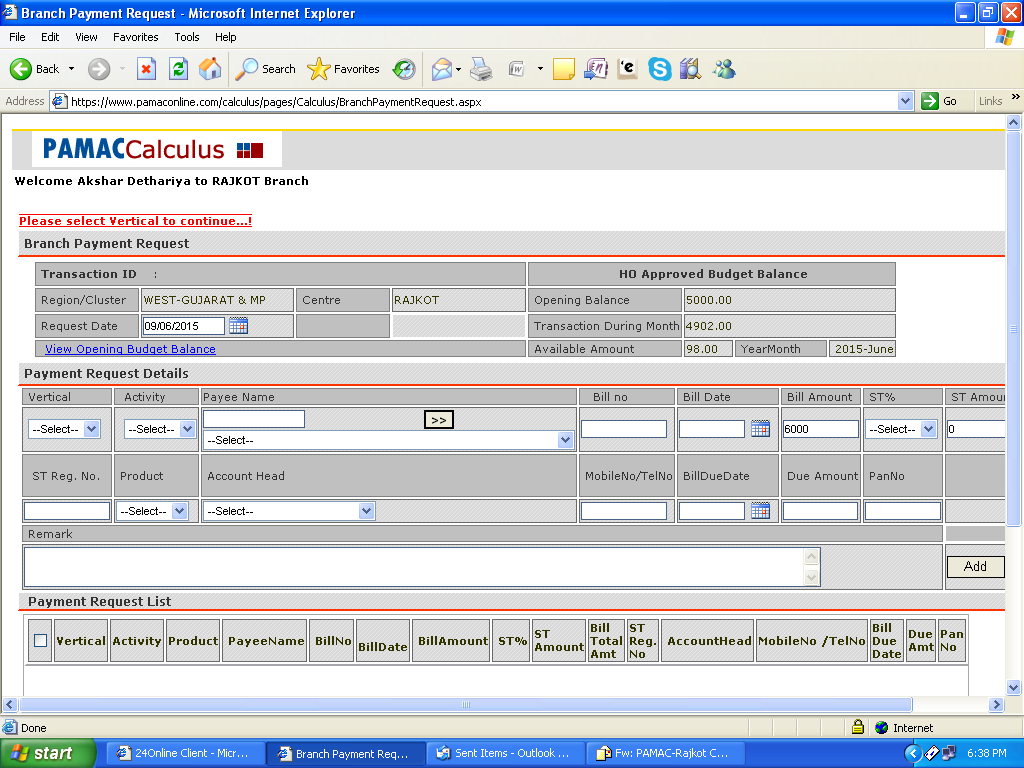 Branch Payment Request - Microsoft Internet Explorer
File Edit View Favorites Tools Help
Back Search Favorites
Address https://www.pamaconline.com/calculus/pages/Calculus/BranchPaymentRequest.aspx Go Links »
PAMACCalculus
Welcome Akshar Dethariya to RAJKOT Branch
Please select Vertical to continue...!
Branch Payment Request
Transaction ID : HO Approved Budget Balance
Region/Cluster WEST-GUJARAT & MP Centre RAJKOT Opening Balance 5000.00
Request Date 09/06/2015 Transaction During Month 4902.00
View Opening Budget Balance Available Amount 98.00 YearMonth 2015-June
Payment Request Details
Vertical Activity Payee Name Bill no Bill Date Bill Amount ST% ST Amou
>>
--Select-- --Select-- 6000 --Select-- 0
--Select--
ST Reg. No. Product Account Head MobileNo/TelNo BillDueDate Due Amount PanNo
--Select-- --Select--
Remark
Add
Payment Request List
Vertical Activity Product PayeeName BillNo BillDate BillAmount ST% ST Amount Bill Total Amt ST Reg. No AccountHead MobileNo /TelNo Bill Due Date Due Amt Pan No
Done Internet
start 24Online Client - Micr... Branch Payment Req... Sent Items - Outlook ... Fw: PAMAC-Rajkot C... 6:38 PM